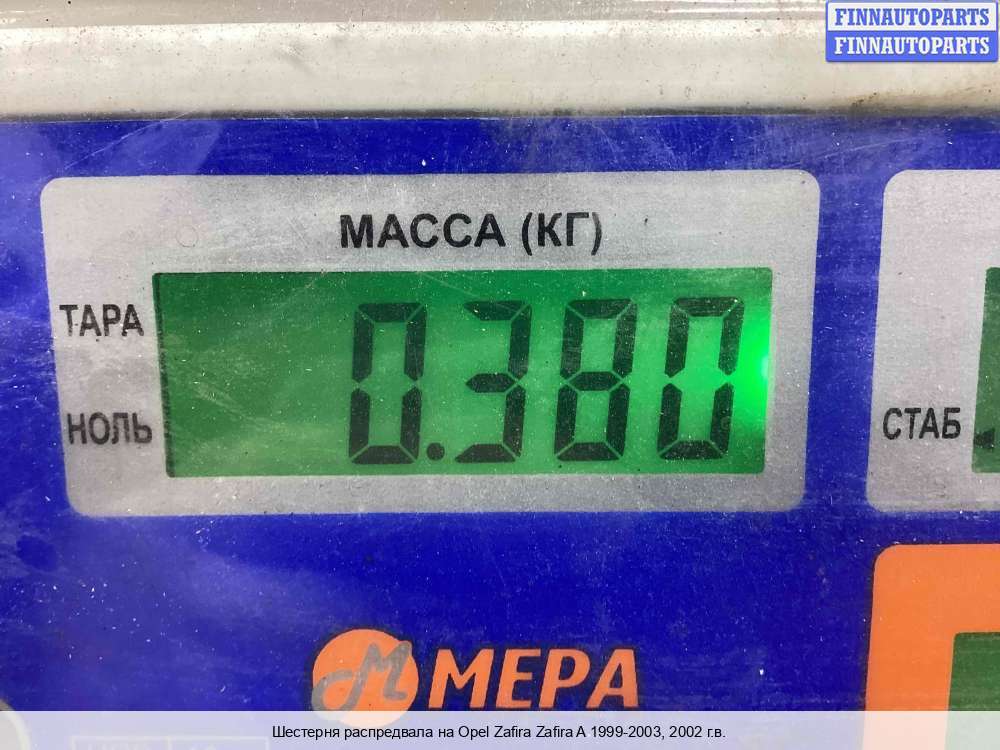 FINNAUTOPARTS
FINNAUTOPARTS
МАССА (КГ)
ТАРА
0.380
НОЛЬ
СТАБ
МЕРА
Шестерня распредвала на Opel Zafira Zafira A 1999-2003, 2002 г.в.